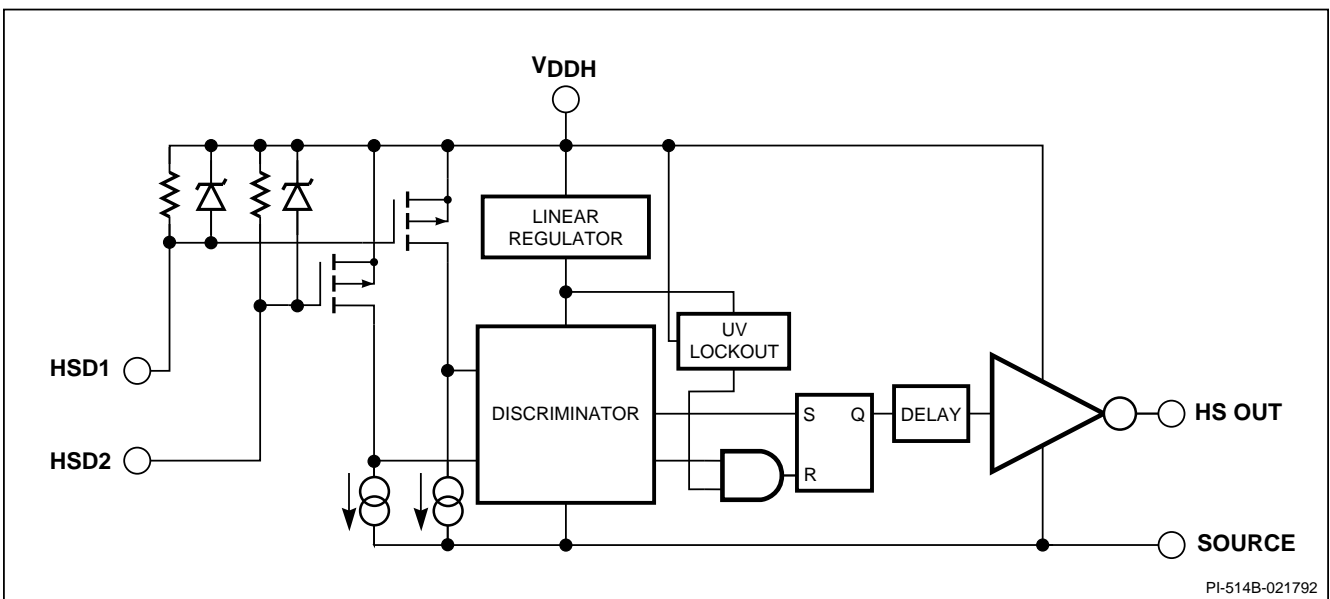 VDDH
LINEAR
REGULATOR
UV
LOCKOUT
HSD1
DISCRIMINATOR
S Q
DELAY
HS OUT
HSD2
R
SOURCE
PI-514B-021792